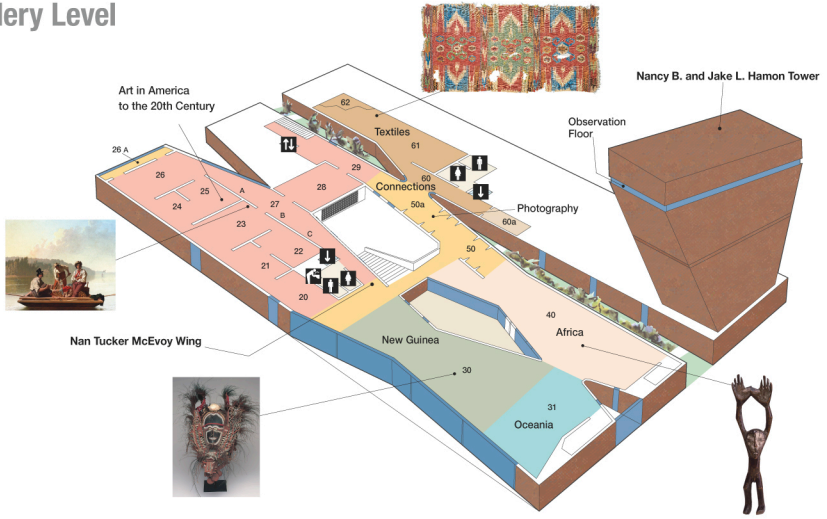 lery Level
Nancy B. and Jake L. Hamon Tower
Observation
Floor
Art in America
to the 20th Century
62
Textiles
61
26 A
26
25
A
24
23
27
B
C
28
29
60
Connections
50a
Photography
60a
50
22
21
20
40
Africa
New Guinea
30
Nan Tucker McEvoy Wing
31
Oceania